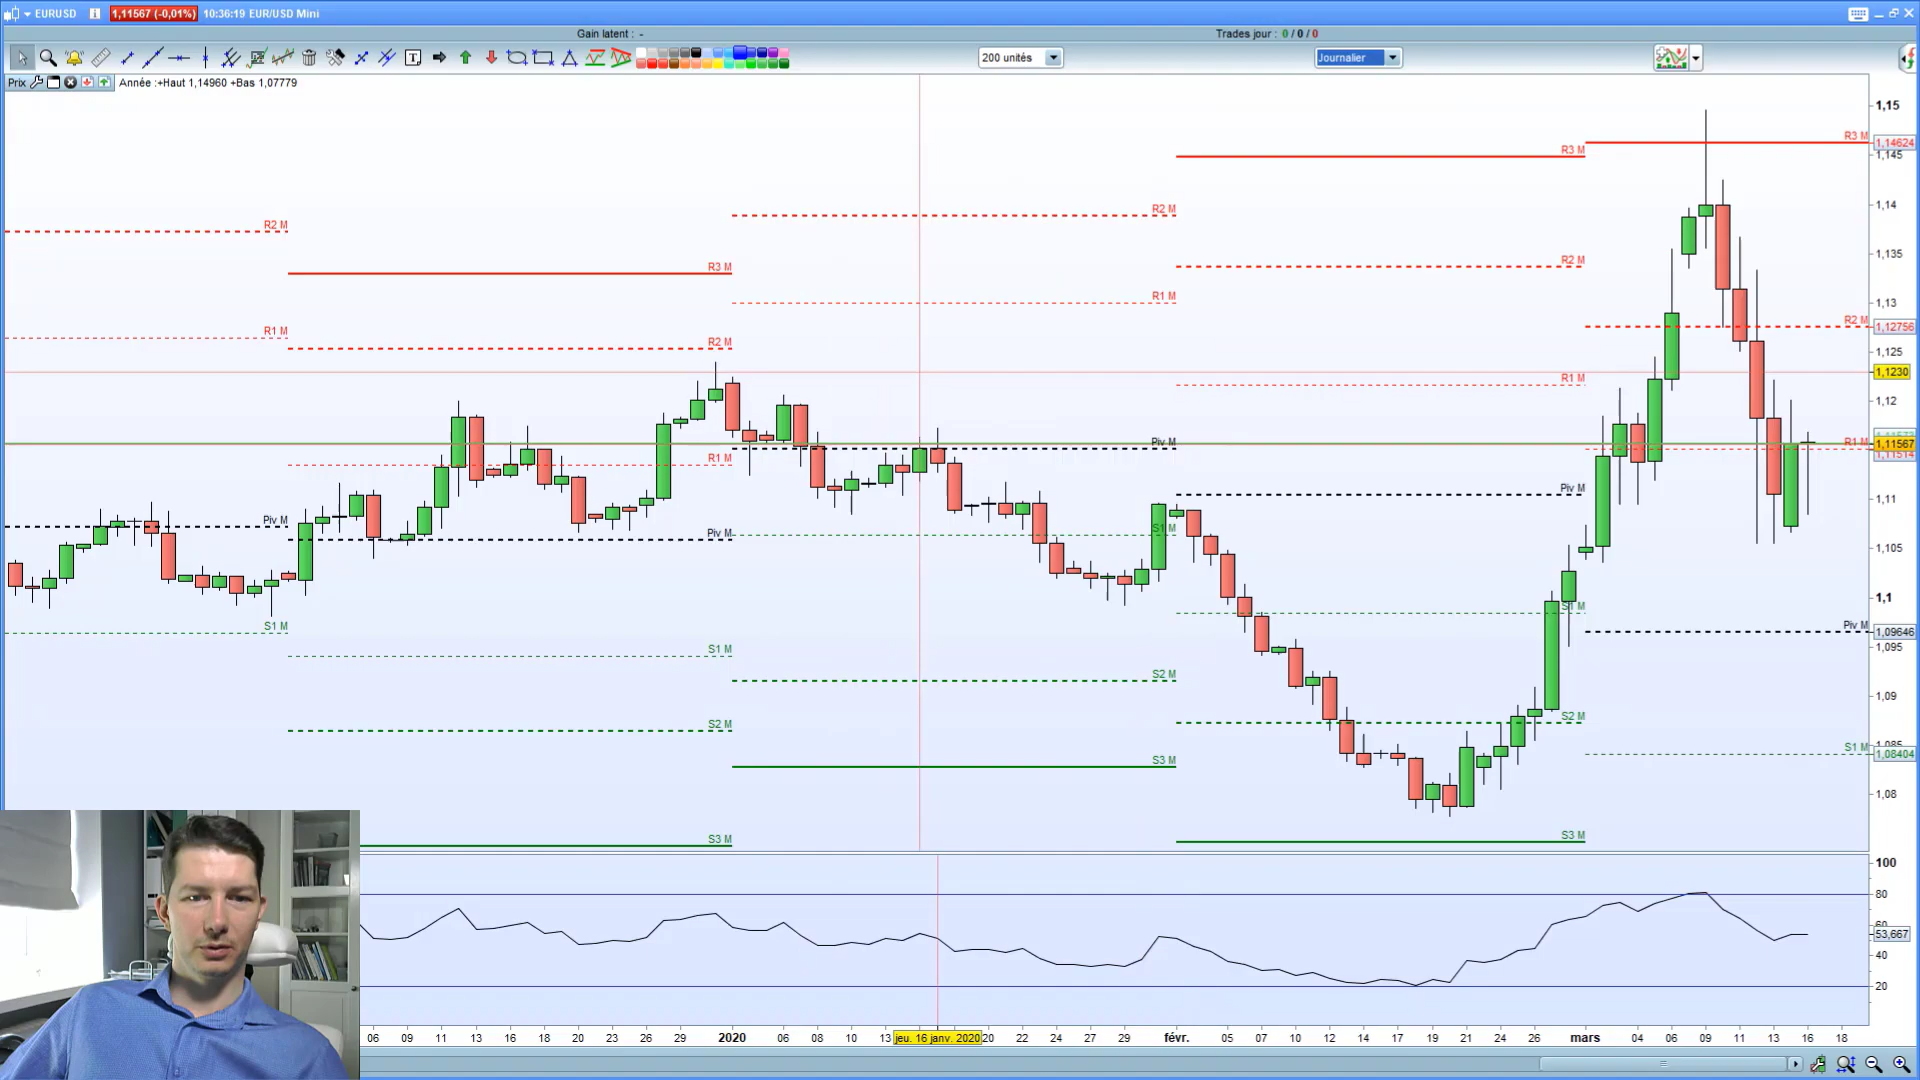 EURUSD 1,11567 (-0,01%) 10:36:19 EUR/USD Mini
Gain latent : -
Trades jour : 0 / 0 / 0
200 unités
Journalier
Prix
Année :+Haut 1,14960 +Bas 1,07779
1,15
R3 M
1,14624
R3 M
1,145
R2 M
1,14
R2 M
R2 M
1,135
R3 M
R1 M
1,13
R2 M
1,12756
R1 M
R2 M
1,125
R1 M
1,1230
1,12
Piv M
R1 M
1,11567
1,11514
R1 M
Piv M
1,11
Piv M
Piv M
S1 M
1,105
1,1
S1 M
S1 M
Piv M
1,09646
S1 M
1,095
S2 M
1,09
S2 M
S2 M
1,085
S1 M
1,08404
S3 M
1,08
S3 M
S3 M
100
80
60
53,667
40
20
06 09 11 13 16 18 20 23 26 29 2020 06 08 10 13 jeu. 16 janv. 2020 20 22 24 27 29 févr. 05 07 10 12 14 17 19 21 24 26 mars 04 06 09 11 13 16 18